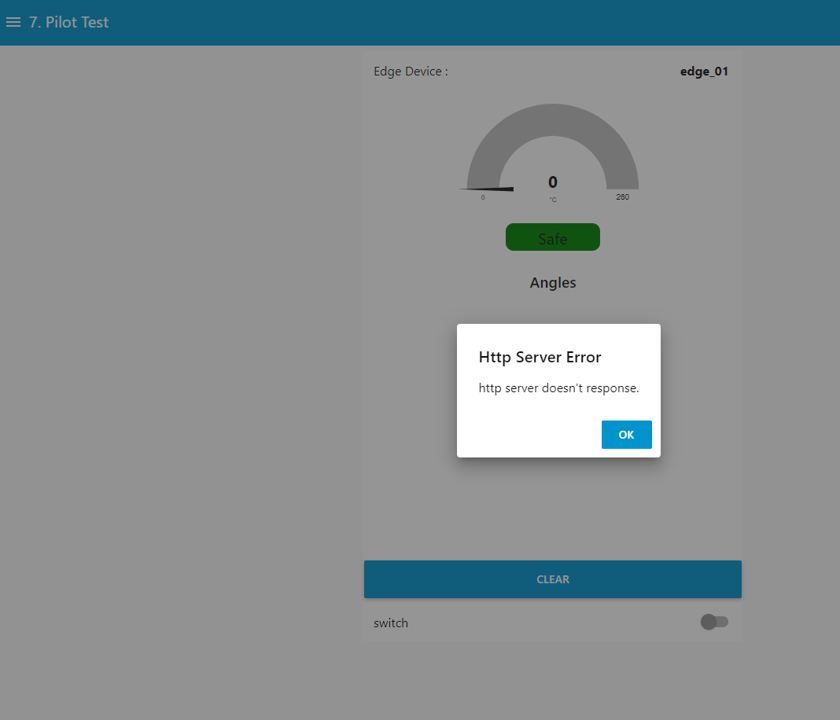 7. Pilot Test
Edge Device :
edge_01
0
0
°C
260
Safe
Angles
Http Server Error
http server doesn't response.
OK
CLEAR
switch